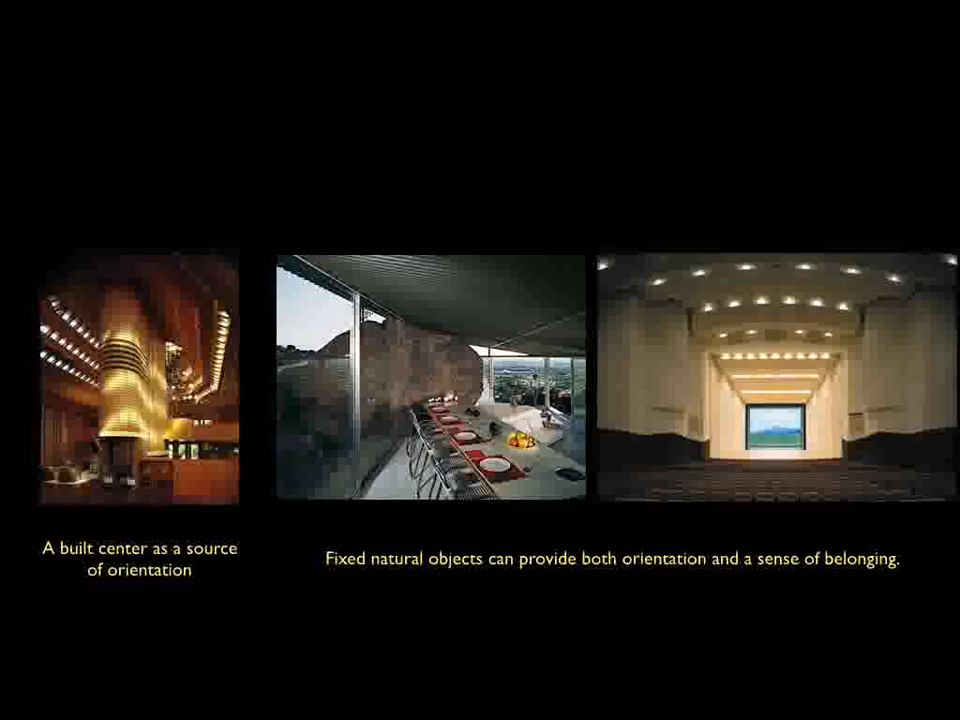 A built center as a source
of orientation
Fixed natural objects can provide both orientation and a sense of belonging.